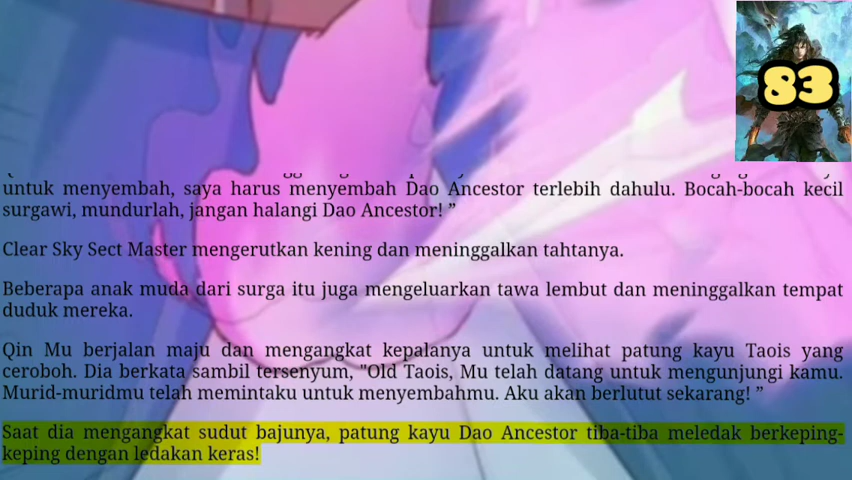 83
untuk menyembah, saya harus menyembah Dao Ancestor terlebih dahulu. Bocah-bocah kecil
surgawi, mundurlah, jangan halangi Dao Ancestor! ”
Clear Sky Sect Master mengerutkan kening dan meninggalkan tahtanya.
Beberapa anak muda dari surga itu juga mengeluarkan tawa lembut dan meninggalkan tempat
duduk mereka.
Qin Mu berjalan maju dan mengangkat kepalanya untuk melihat patung kayu Taois yang
ceroboh. Dia berkata sambil tersenyum, "Old Taois, Mu telah datang untuk mengunjungi kamu.
Murid-muridmu telah memintaku untuk menyembahmu. Aku akan berlutut sekarang! ”
Saat dia mengangkat sudut bajunya, patung kayu Dao Ancestor tiba-tiba meledak berkeping-
keping dengan ledakan keras!